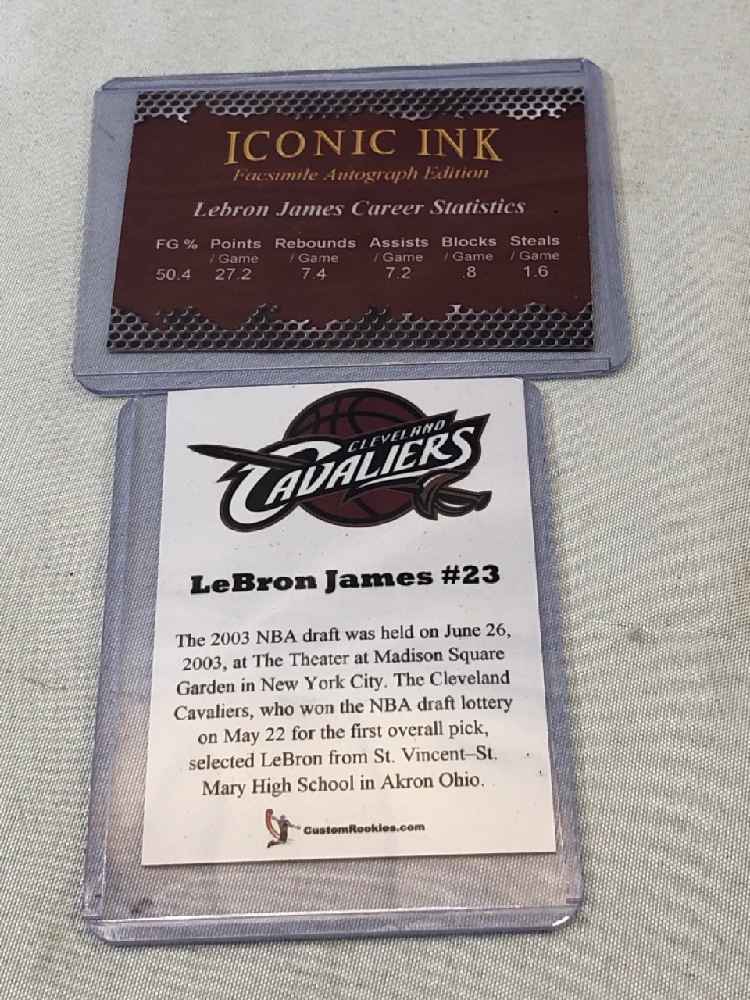 ICONIC INK
Facsimile Autograph Edition
Lebron James Career Statistics
FG % Points Rebounds Assists Blocks Steals
/ Game / Game / Game / Game / Game
50.4 27.2 7.4 7.2 .8 1.6
CLEVELAND
CAVALIERS
LeBron James #23
The 2003 NBA draft was held on June 26,
2003, at The Theater at Madison Square
Garden in New York City. The Cleveland
Cavaliers, who won the NBA draft lottery
on May 22 for the first overall pick,
selected LeBron from St. Vincent–St.
Mary High School in Akron Ohio.
CustomRookies.com